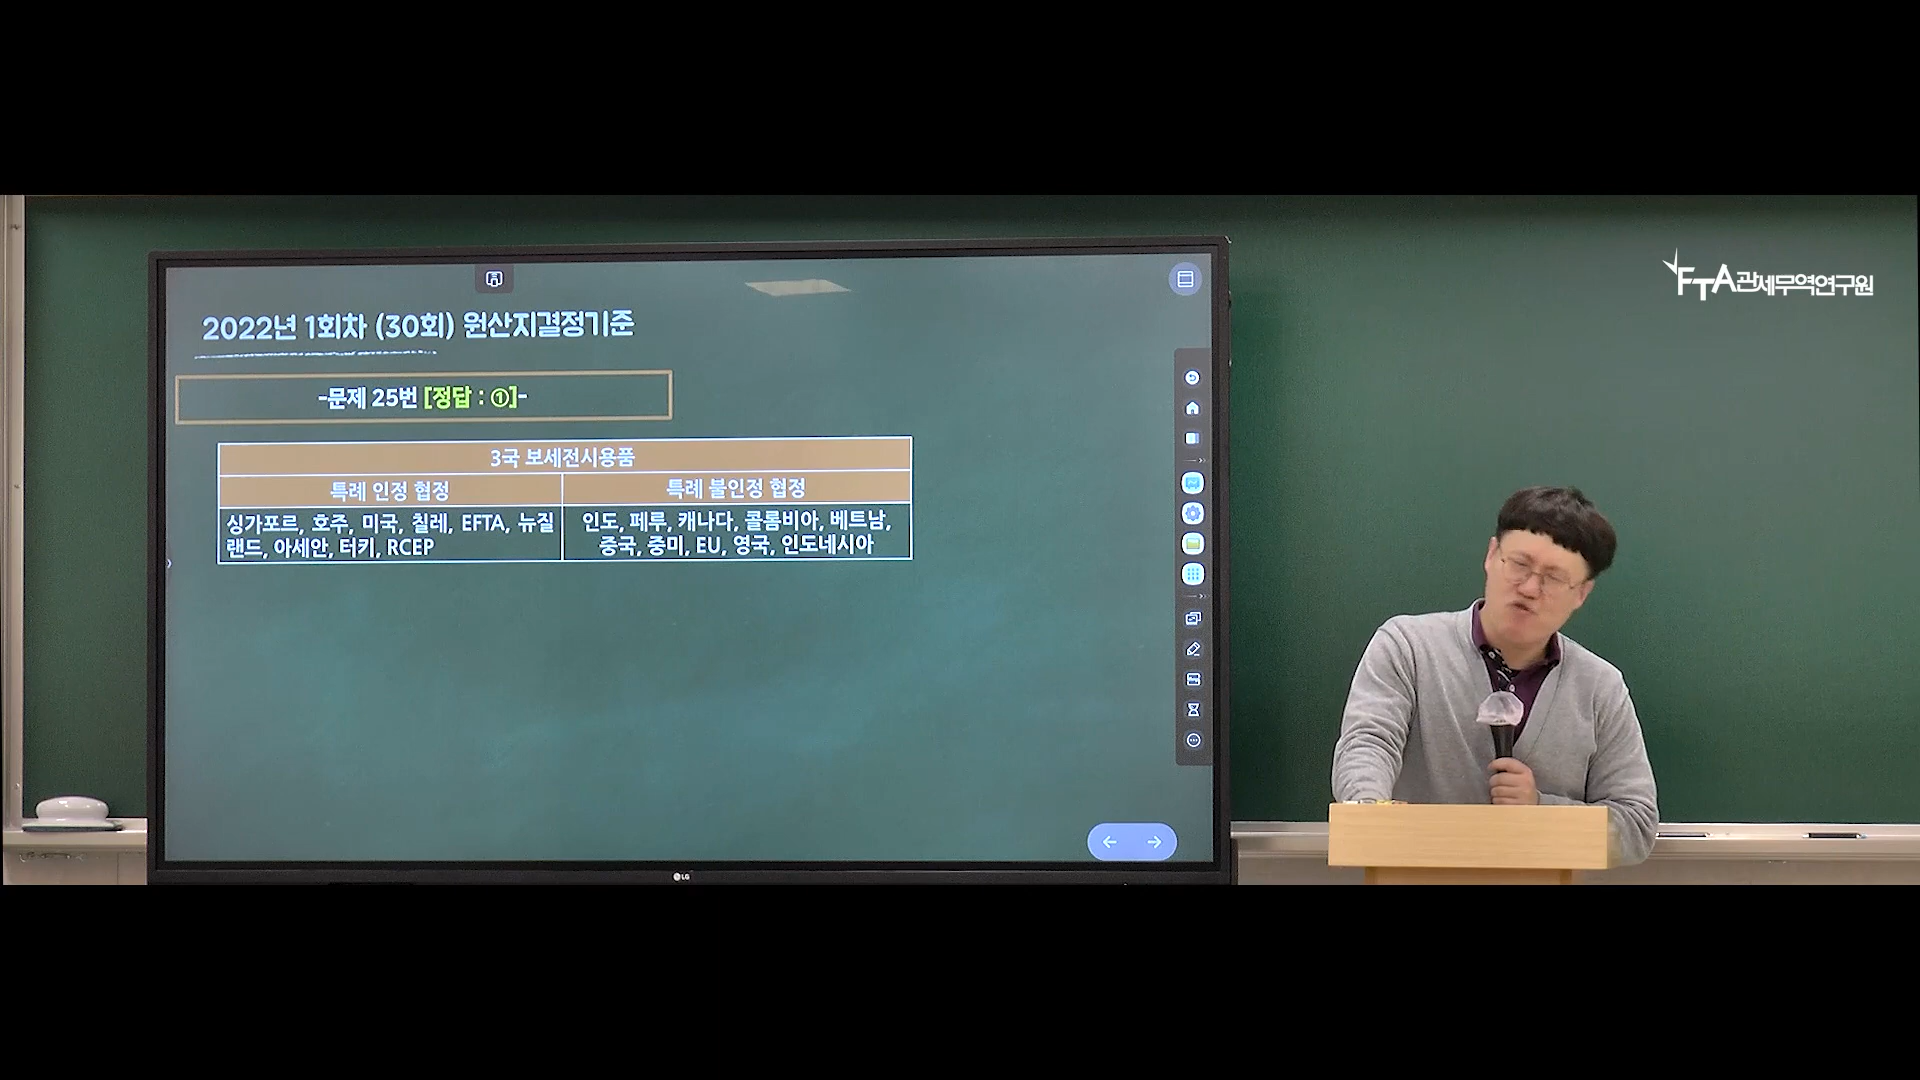 FTA관세무역연구원
2022년 1회차 (30회) 원산지결정기준
-문제 25번 [정답 : ①]-
3국 보세전시용품
특례 인정 협정
특례 불인정 협정
싱가포르, 호주, 미국, 칠레, EFTA, 뉴질
랜드, 아세안, 터키, RCEP
인도, 페루, 캐나다, 콜롬비아, 베트남,
중국, 중미, EU, 영국, 인도네시아
LG